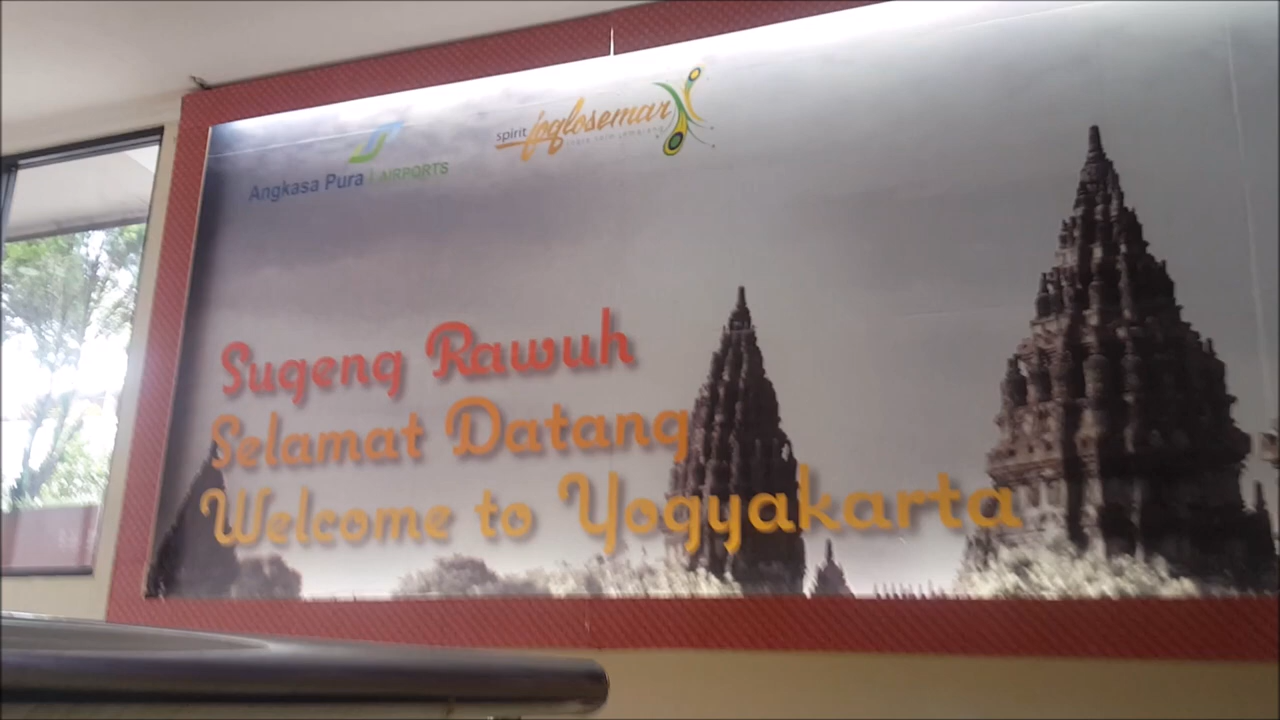 Angkasa Pura | AIRPORTS
spirit joglosemar
Sugeng Rawuh
Selamat Datang
Welcome to Yogyakarta